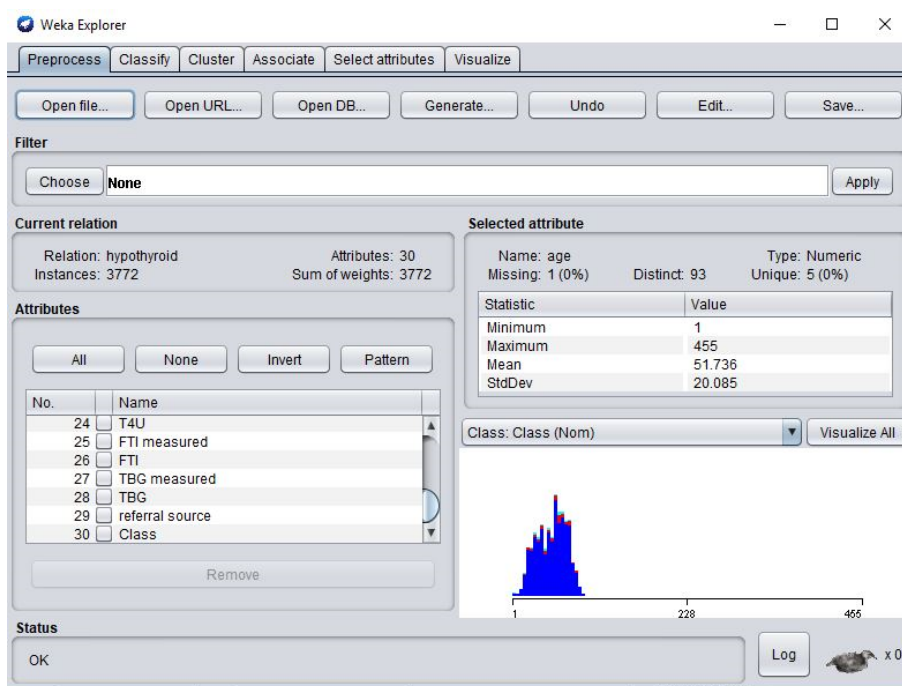 Weka Explorer
Preprocess Classify Cluster Associate Select attributes Visualize
Open file... Open URL... Open DB... Generate... Undo Edit... Save...
Filter
Choose None Apply
Current relation
Relation: hypothyroid Attributes: 30
Instances: 3772 Sum of weights: 3772
Attributes
All None Invert Pattern
No. Name
24 T4U
25 FTI measured
26 FTI
27 TBG measured
28 TBG
29 referral source
30 Class
Remove
Selected attribute
Name: age Type: Numeric
Missing: 1 (0%) Distinct: 93 Unique: 5 (0%)
Statistic Value
Minimum 1
Maximum 455
Mean 51.736
StdDev 20.085
Class: Class (Nom) Visualize All
1 228 455
Status
OK Log x 0